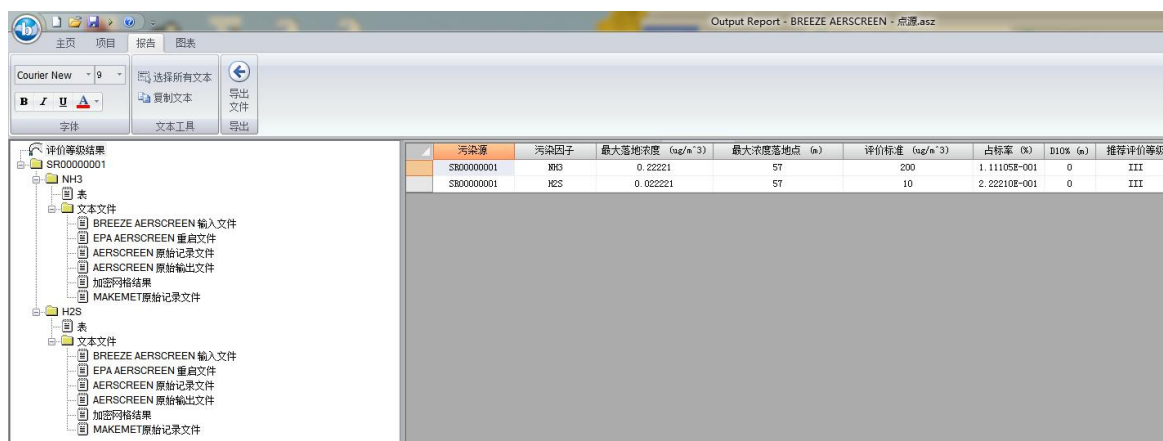 Output Report - BREEZE AERSCREEN - 点源.asz
主页 项目 报告 图表
Courier New 9
选择所有文本
复制文本
导出
文件
B I U A
字体 文本工具 导出
评价等级结果
SR00000001
NH3
表
文本文件
BREEZE AERSCREEN 输入文件
EPA AERSCREEN 重启文件
AERSCREEN 原始记录文件
AERSCREEN 原始输出文件
加密网格结果
MAKEMET原始记录文件
H2S
表
文本文件
BREEZE AERSCREEN 输入文件
EPA AERSCREEN 重启文件
AERSCREEN 原始记录文件
AERSCREEN 原始输出文件
加密网格结果
MAKEMET原始记录文件
污染源 污染因子 最大落地浓度 (ug/m^3) 最大浓度落地点 (m) 评价标准 (ug/m^3) 占标率 (%) D10% (m) 推荐评价等级
SR00000001 NH3 0.22221 57 200 1.11105E-001 0 III
SR00000001 H2S 0.022221 57 10 2.22210E-001 0 III